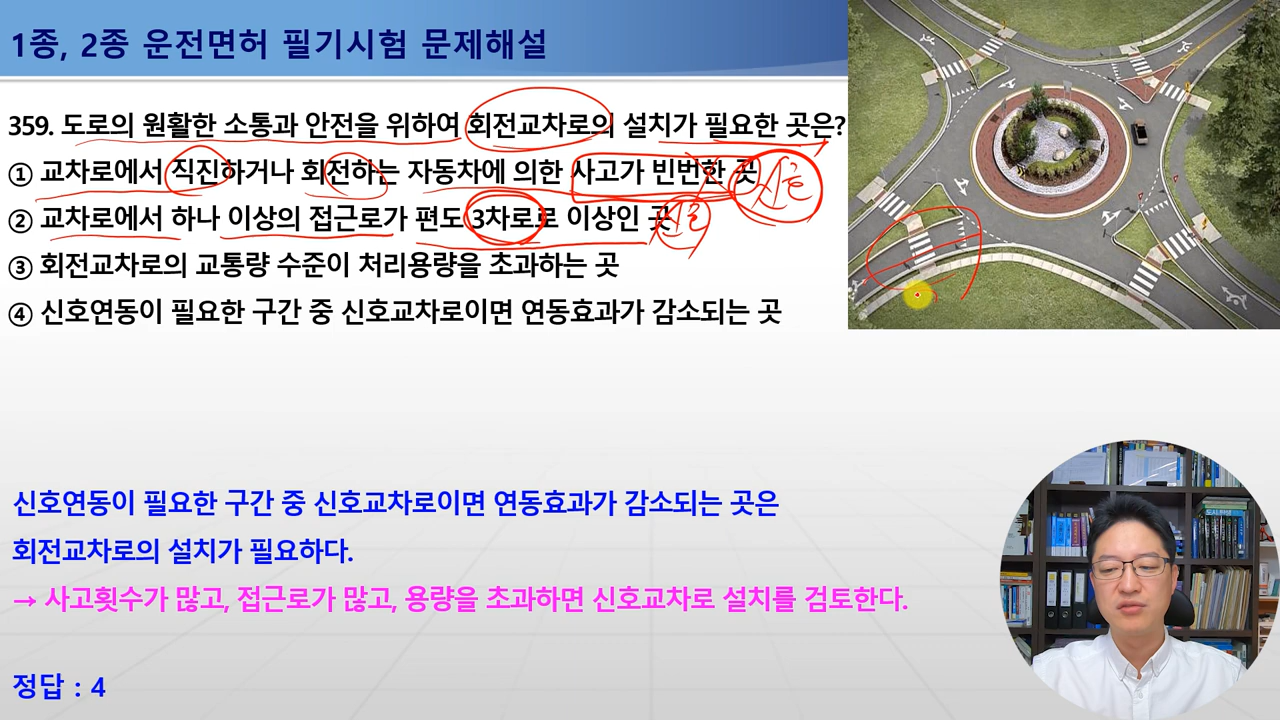 1종, 2종 운전면허 필기시험 문제해설
359. 도로의 원활한 소통과 안전을 위하여 회전교차로의 설치가 필요한 곳은?
① 교차로에서 직진하거나 회전하는 자동차에 의한 사고가 빈번한 곳
② 교차로에서 하나 이상의 접근로가 편도 3차로로 이상인 곳
③ 회전교차로의 교통량 수준이 처리용량을 초과하는 곳
④ 신호연동이 필요한 구간 중 신호교차로이면 연동효과가 감소되는 곳
신호연동이 필요한 구간 중 신호교차로이면 연동효과가 감소되는 곳은
회전교차로의 설치가 필요하다.
→ 사고횟수가 많고, 접근로가 많고, 용량을 초과하면 신호교차로 설치를 검토한다.
정답 : 4